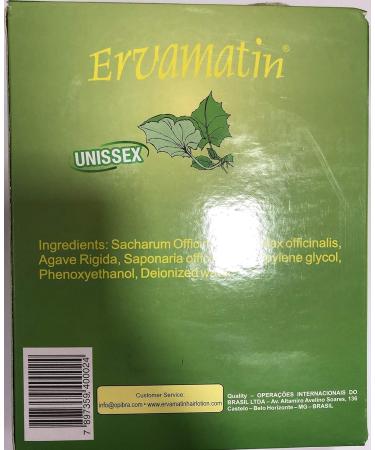 Ervamatin®
UNISSEX
Ingredients: Sacharum Offici officinalis,
Agave Rigida, Saponaria offic ylene glycol,
Phenoxyethanol, Deionized
Customer Service:
info@opibra.com • www.ervamatinhairlotion.com
Quality – OPERAÇÕES INTERNACIONAIS DO
BRASIL LTDA – Av. Altamiro Avelino Soares, 136
Castelo – Belo Horizonte – MG – BRASIL
7 897359 400024